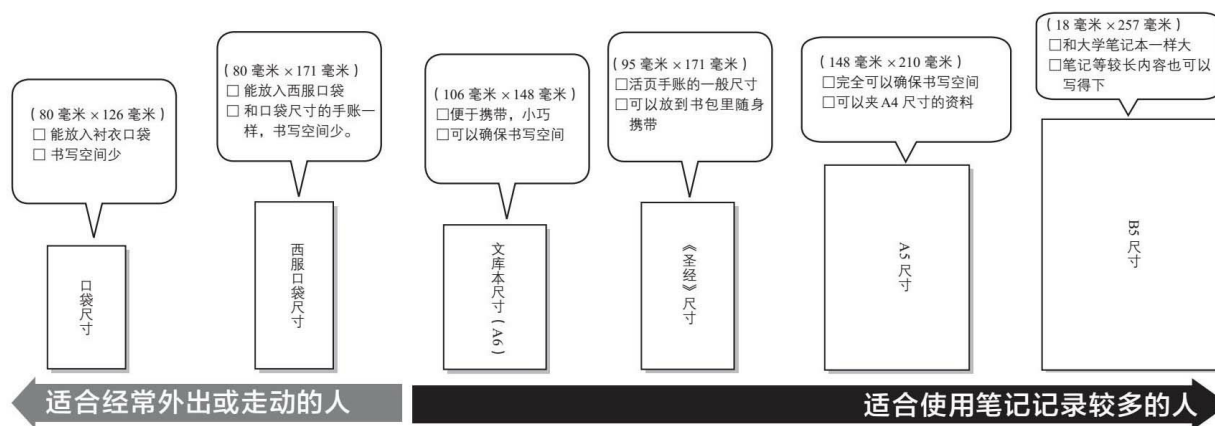 (80 毫米 ×126 毫米)
□ 能放入衬衣口袋
□ 书写空间少
口袋尺寸
(80 毫米 ×171 毫米)
□ 能放入西服口袋
□ 和口袋尺寸的手账一
样，书写空间少。
西服口袋尺寸
(106 毫米 ×148 毫米)
□便于携带，小巧
□可以确保书写空间
文库本尺寸(A6)
(95 毫米 ×171 毫米)
□活页手账的一般尺寸
□可以放到书包里随身
携带
《圣经》尺寸
(148 毫米 ×210 毫米)
□完全可以确保书写空间
□可以夹 A4 尺寸的资料
A5 尺寸
(18 毫米 ×257 毫米)
□和大学笔记本一样大
□笔记等较长内容也可以
写得下
B5 尺寸
适合经常外出或走动的人
适合使用笔记记录较多的人